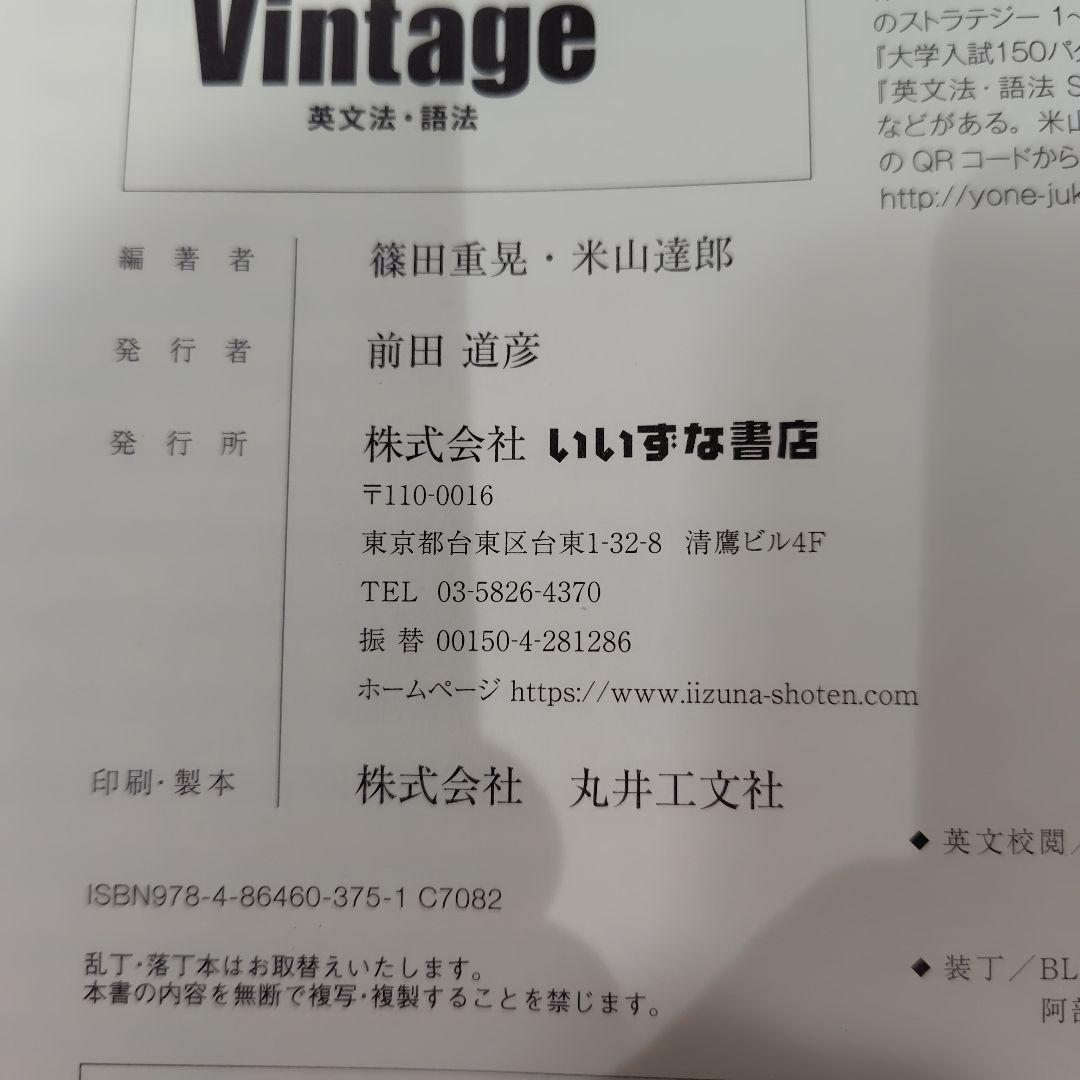 Vintage
英文法・語法
のストラテジー 1~
『大学入試150パ
『英文法・語法 S
などがある。米山
のQRコードから
http://yone-juk
編著者 篠田重晃・米山達郎
発行者 前田 道彦
発行所 株式会社 いいずな書店
〒110-0016
東京都台東区台東1-32-8 清鷹ビル4F
TEL 03-5826-4370
振替 00150-4-281286
ホームページ https://www.iizuna-shoten.com
印刷・製本 株式会社 丸井工文社
◆ 英文校閲/
ISBN978-4-86460-375-1 C7082
乱丁・落丁本はお取替えいたします。
本書の内容を無断で複写・複製することを禁じます。
◆ 装丁/BL
阿部